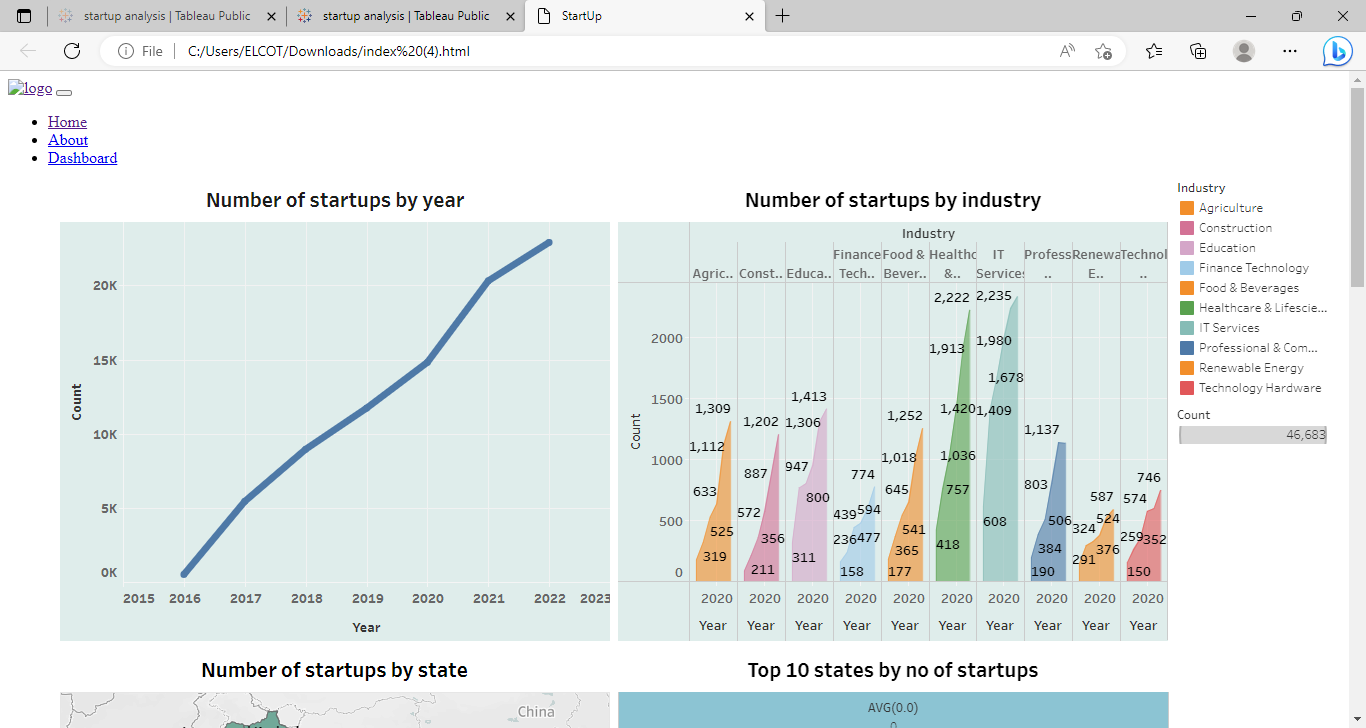 startup analysis | Tableau Public
startup analysis | Tableau Public
StartUp
File
C:/Users/ELCOT/Downloads/index%20(4).html
logo
Home
About
Dashboard
Number of startups by year
Count
20K
15K
10K
5K
0K
2015 2016 2017 2018 2019 2020 2021 2022 2023
Year
Number of startups by industry
Industry
Agric.. Const.. Educa.. Finance Tech.. Food & Bever.. Healthc &.. IT Services Profess .. Renewa E.. Technol ..
Count
2000
1500
1000
500
0
1,309
1,112
633
525
319
1,202
887
572
356
211
1,413
1,306
947
800
311
774
594
439
477
236
158
1,252
1,018
645
541
365
177
2,222
1,913
1,420
1,036
757
418
2,235
1,980
1,678
1,409
608
1,137
803
506
384
190
587
524
324
376
291
746
574
352
259
150
2020 2020 2020 2020 2020 2020 2020 2020 2020 2020
Year Year Year Year Year Year Year Year Year Year
Industry
Agriculture
Construction
Education
Finance Technology
Food & Beverages
Healthcare & Lifescie...
IT Services
Professional & Com...
Renewable Energy
Technology Hardware
Count
46,683
Number of startups by state
China
Top 10 states by no of startups
AVG(0.0)
0